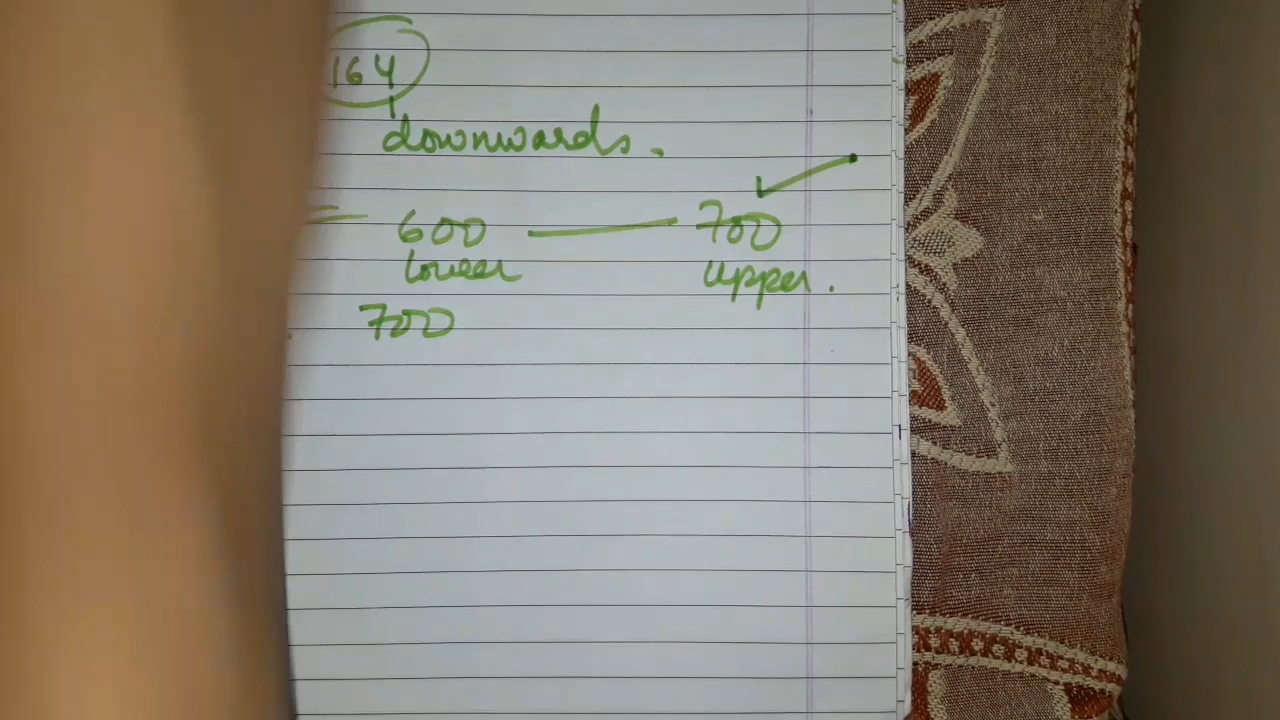 164
downwards.
600 — 700
lower upper.
700